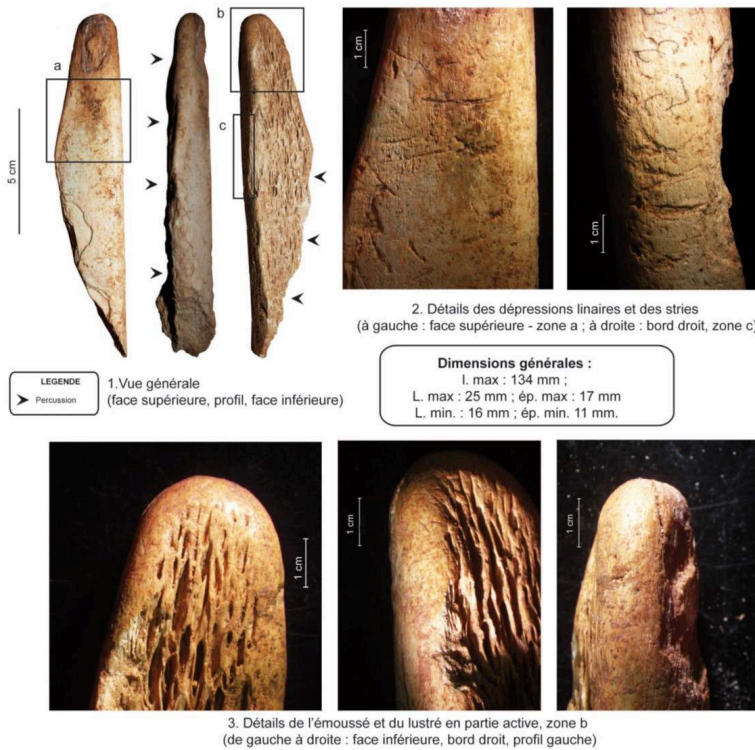 a
b
c
5 cm
1 cm
1 cm
2. Détails des dépressions linaires et des stries
(à gauche : face supérieure - zone a ; à droite : bord droit, zone c)
LEGENDE
Percussion
1.Vue générale
(face supérieure, profil, face inférieure)
Dimensions générales :
l. max : 134 mm ;
L. max : 25 mm ; ép. max : 17 mm
L. min. : 16 mm ; ép. min. 11 mm.
1 cm
1 cm
1 cm
3. Détails de l'émoussé et du lustré en partie active, zone b
(de gauche à droite : face inférieure, bord droit, profil gauche)